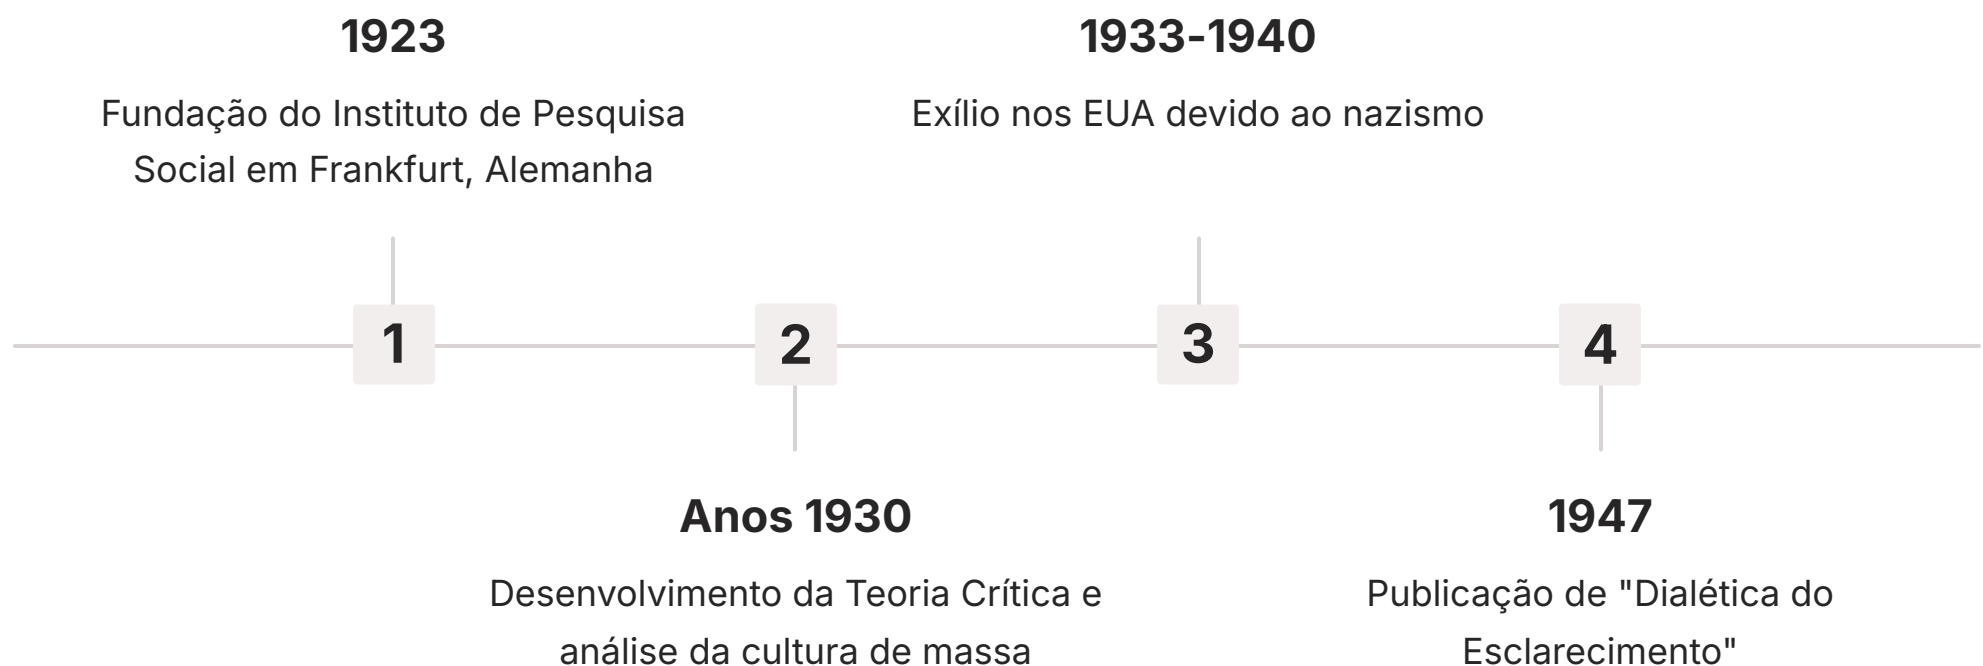 1923
Fundação do Instituto de Pesquisa
Social em Frankfurt, Alemanha
1933-1940
Exílio nos EUA devido ao nazismo
1
2
3
4
Anos 1930
Desenvolvimento da Teoria Crítica e
análise da cultura de massa
1947
Publicação de "Dialética do
Esclarecimento"